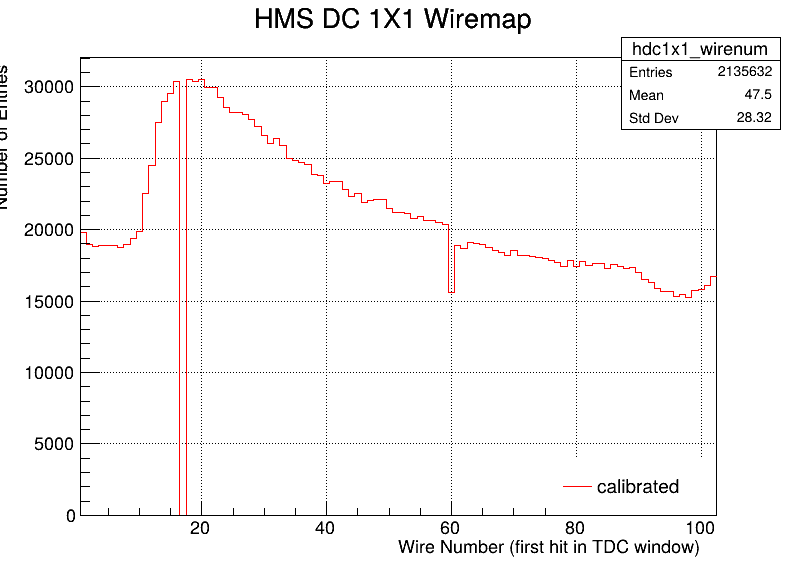 HMS DC 1X1 Wiremap
hdc1x1_wirenum
Entries 2135632
Mean 47.5
Std Dev 28.32
Number of Entries
30000
25000
20000
15000
10000
5000
0
calibrated
20 40 60 80 100
Wire Number (first hit in TDC window)